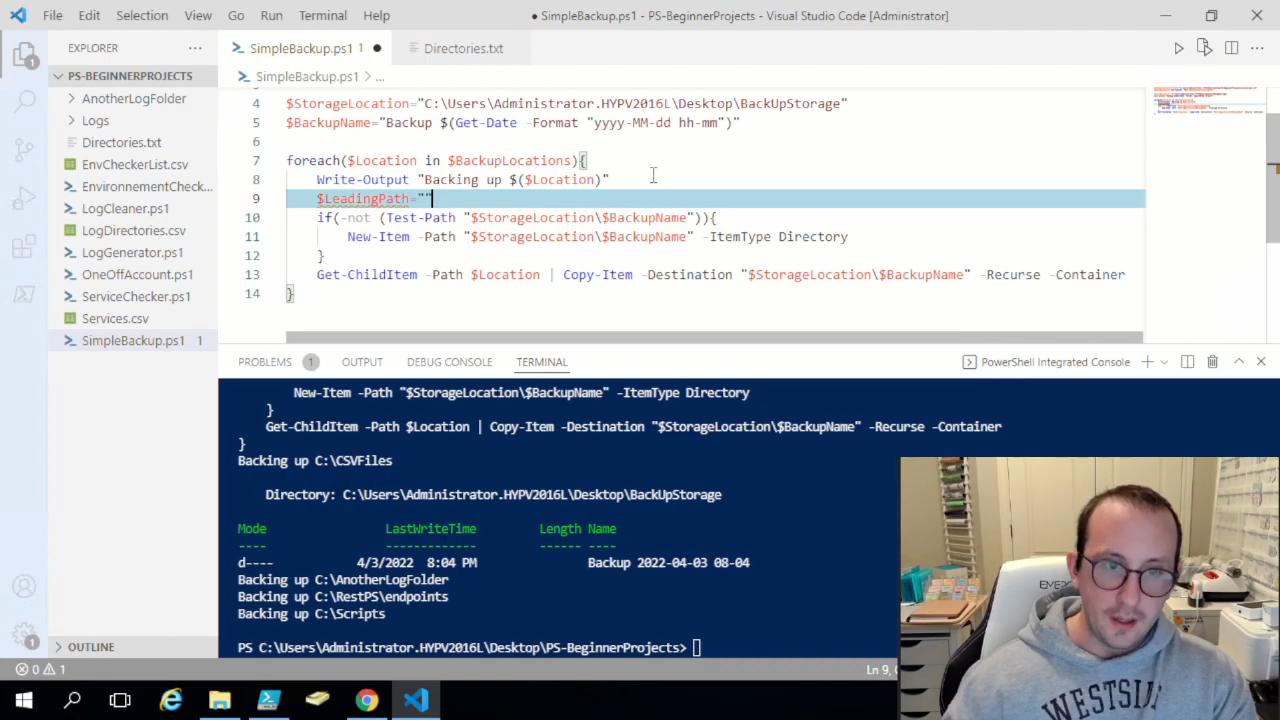 File Edit Selection View Go Run Terminal Help ● SimpleBackup.ps1 - PS-BeginnerProjects - Visual Studio Code [Administrator]
EXPLORER ··· SimpleBackup.ps1 1 ● Directories.txt
PS-BEGINNERPROJECTS
AnotherLogFolder
Logs
Directories.txt
EnvCheckerList.csv
EnvironnementCheck...
LogCleaner.ps1
LogDirectories.csv
LogGenerator.ps1
OneOffAccount.ps1
ServiceChecker.ps1
Services.csv
SimpleBackup.ps1 1
OUTLINE
SimpleBackup.ps1 > ...
4 $StorageLocation="C:\Users\Administrator.HYPV2016L\Desktop\BackUpStorage"
5 $BackupName="Backup $(Get-Date -Format "yyyy-MM-dd hh-mm")"
6
7 foreach($Location in $BackupLocations){
8 Write-Output "Backing up $($Location)"
9 $LeadingPath=""
10 if(-not (Test-Path "$StorageLocation\$BackupName")){
11 New-Item -Path "$StorageLocation\$BackupName" -ItemType Directory
12 }
13 Get-ChildItem -Path $Location | Copy-Item -Destination "$StorageLocation\$BackupName" -Recurse -Container
14 }
PROBLEMS 1 OUTPUT DEBUG CONSOLE TERMINAL PowerShell Integrated Console
New-Item -Path "$StorageLocation\$BackupName" -ItemType Directory
}
Get-ChildItem -Path $Location | Copy-Item -Destination "$StorageLocation\$BackupName" -Recurse -Container
}
Backing up C:\CSVFiles
Directory: C:\Users\Administrator.HYPV2016L\Desktop\BackUpStorage
Mode LastWriteTime Length Name
---- ------------- ------ ----
d---- 4/3/2022 8:04 PM Backup 2022-04-03 08-04
Backing up C:\AnotherLogFolder
Backing up C:\RestPS\endpoints
Backing up C:\Scripts
PS C:\Users\Administrator.HYPV2016L\Desktop\PS-BeginnerProjects>
0 1 Ln 9,
WESTSIDE